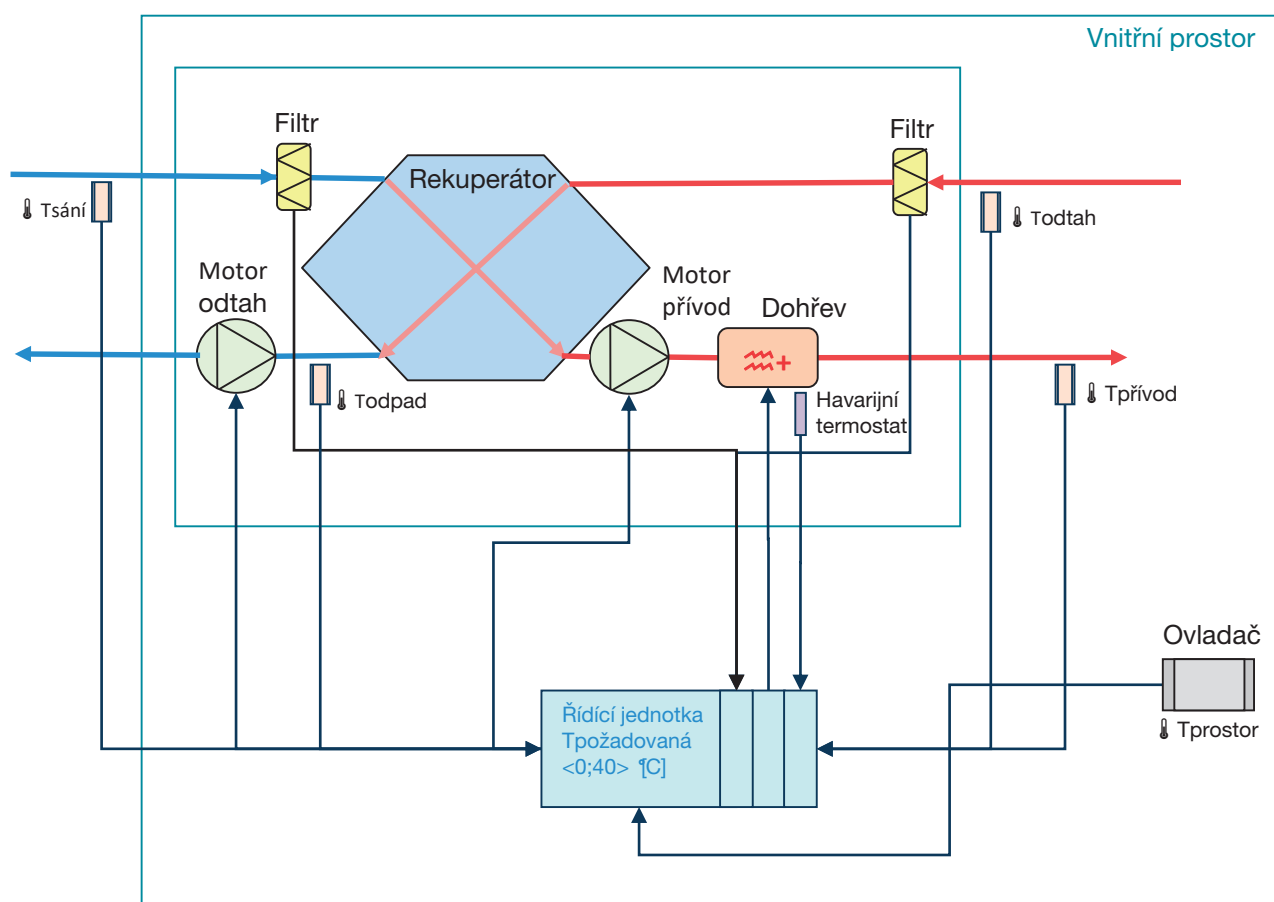 Vnitřní prostor
Filtr
Filtr
Rekuperátor
Tsání
Todtah
Motor
odtah
Motor
přívod
Dohřev
Todpad
Havarijní
termostat
Tpřívod
Ovladač
Řídící jednotka
Tpožadovaná
<0;40> ¶[C]
Tprostor